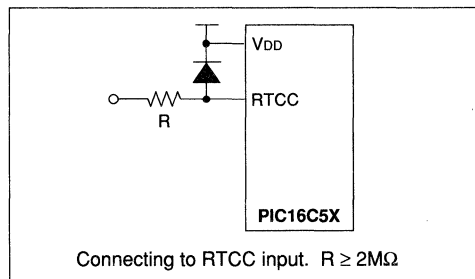 VDD
RTCC
R
PIC16C5X
Connecting to RTCC input. R ≥ 2MΩ